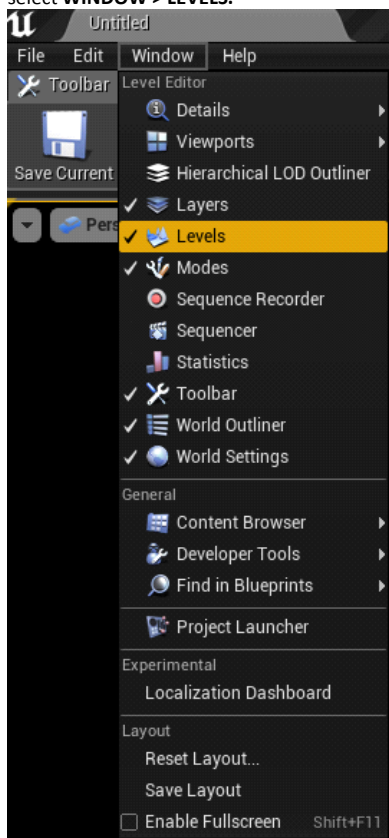 select WINDOW > LEVELS.
Untitled
File Edit Window Help
Toolbar
Level Editor
Details
Viewports
Save Current
Hierarchical LOD Outliner
Layers
Pers
Levels
Modes
Sequence Recorder
Sequencer
Statistics
Toolbar
World Outliner
World Settings
General
Content Browser
Developer Tools
Find in Blueprints
Project Launcher
Experimental
Localization Dashboard
Layout
Reset Layout...
Save Layout
Enable Fullscreen Shift+F11